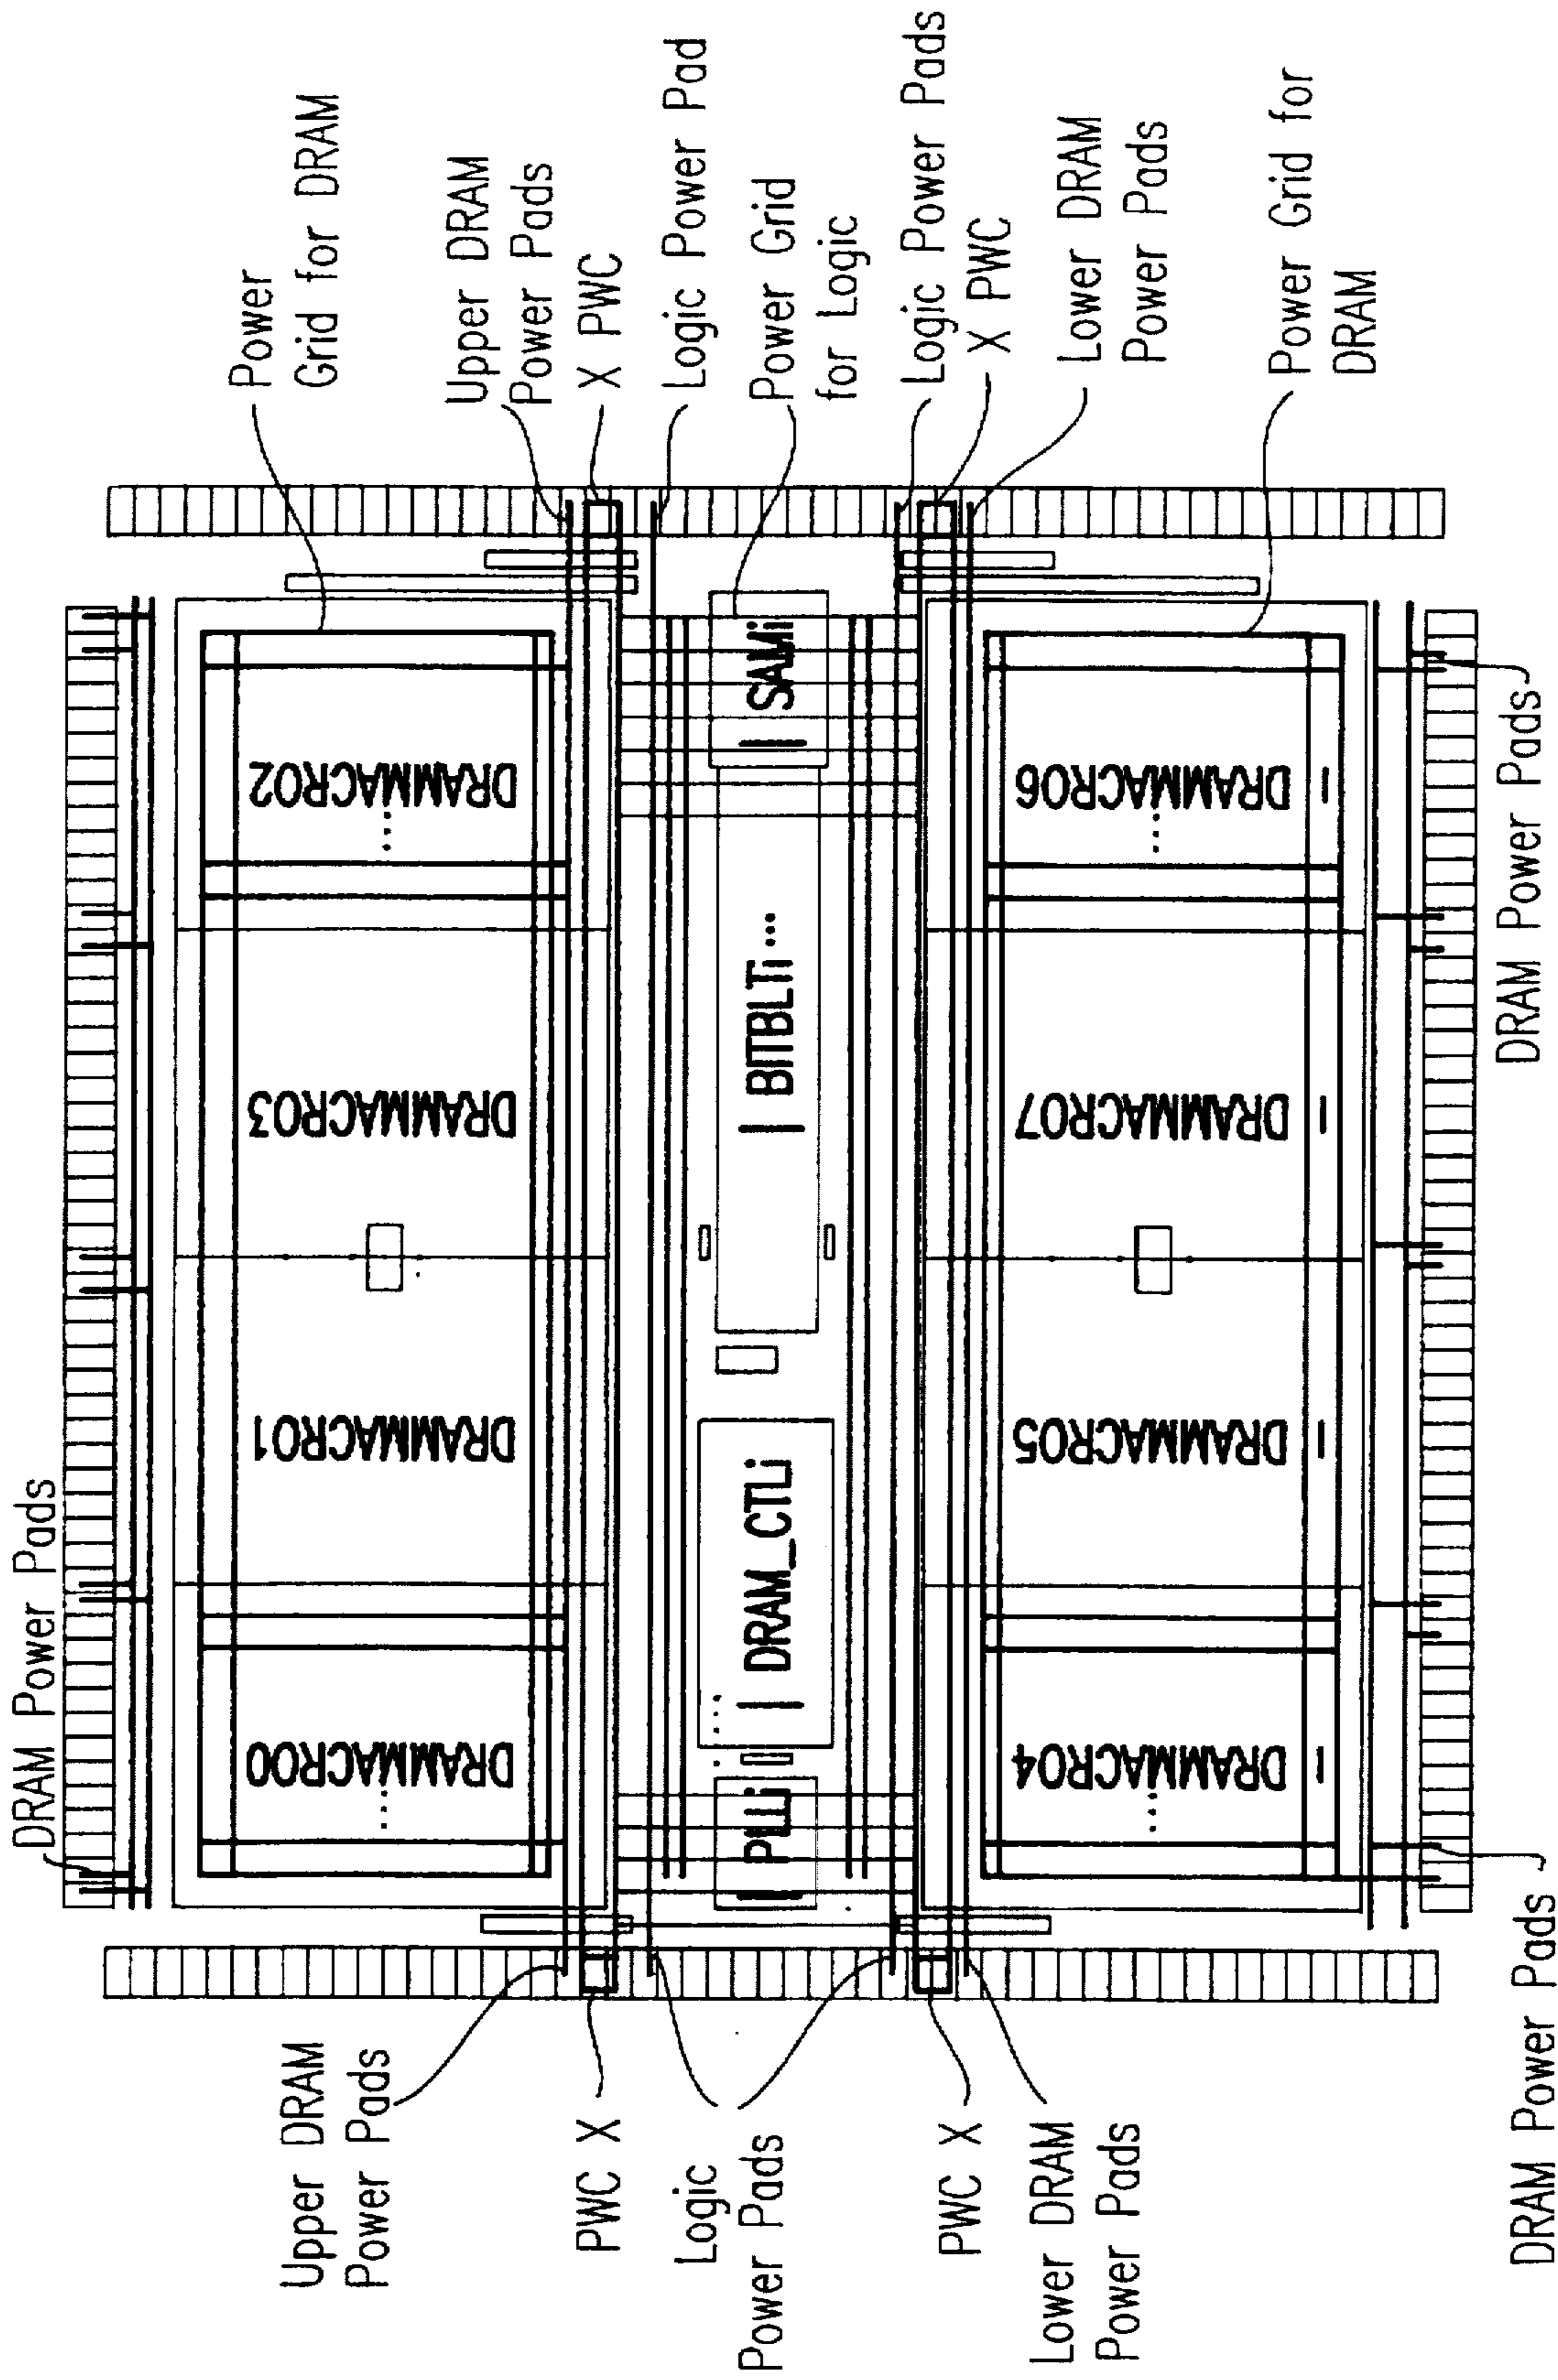 DRAM Power Pads
Power
Grid for DRAM
Upper DRAM
Power Pads
X PWC
Logic Power Pad
Power Grid
for Logic
Logic Power Pads
X PWC
Lower DRAM
Power Pads
Power Grid for
DRAM
DRAMMACRO0
...
DRAMMACRO1
DRAMMACRO3
DRAMMACRO2
...
PLLi
DRAM_CTLi
...
BITBLTi ...
SAMi
DRAMMACRO4
...
DRAMMACRO5
DRAMMACRO7
DRAMMACRO6
...
Upper DRAM
Power Pads
PWC X
Logic
Power Pads
PWC X
Lower DRAM
Power Pads
DRAM Power Pads
DRAM Power Pads